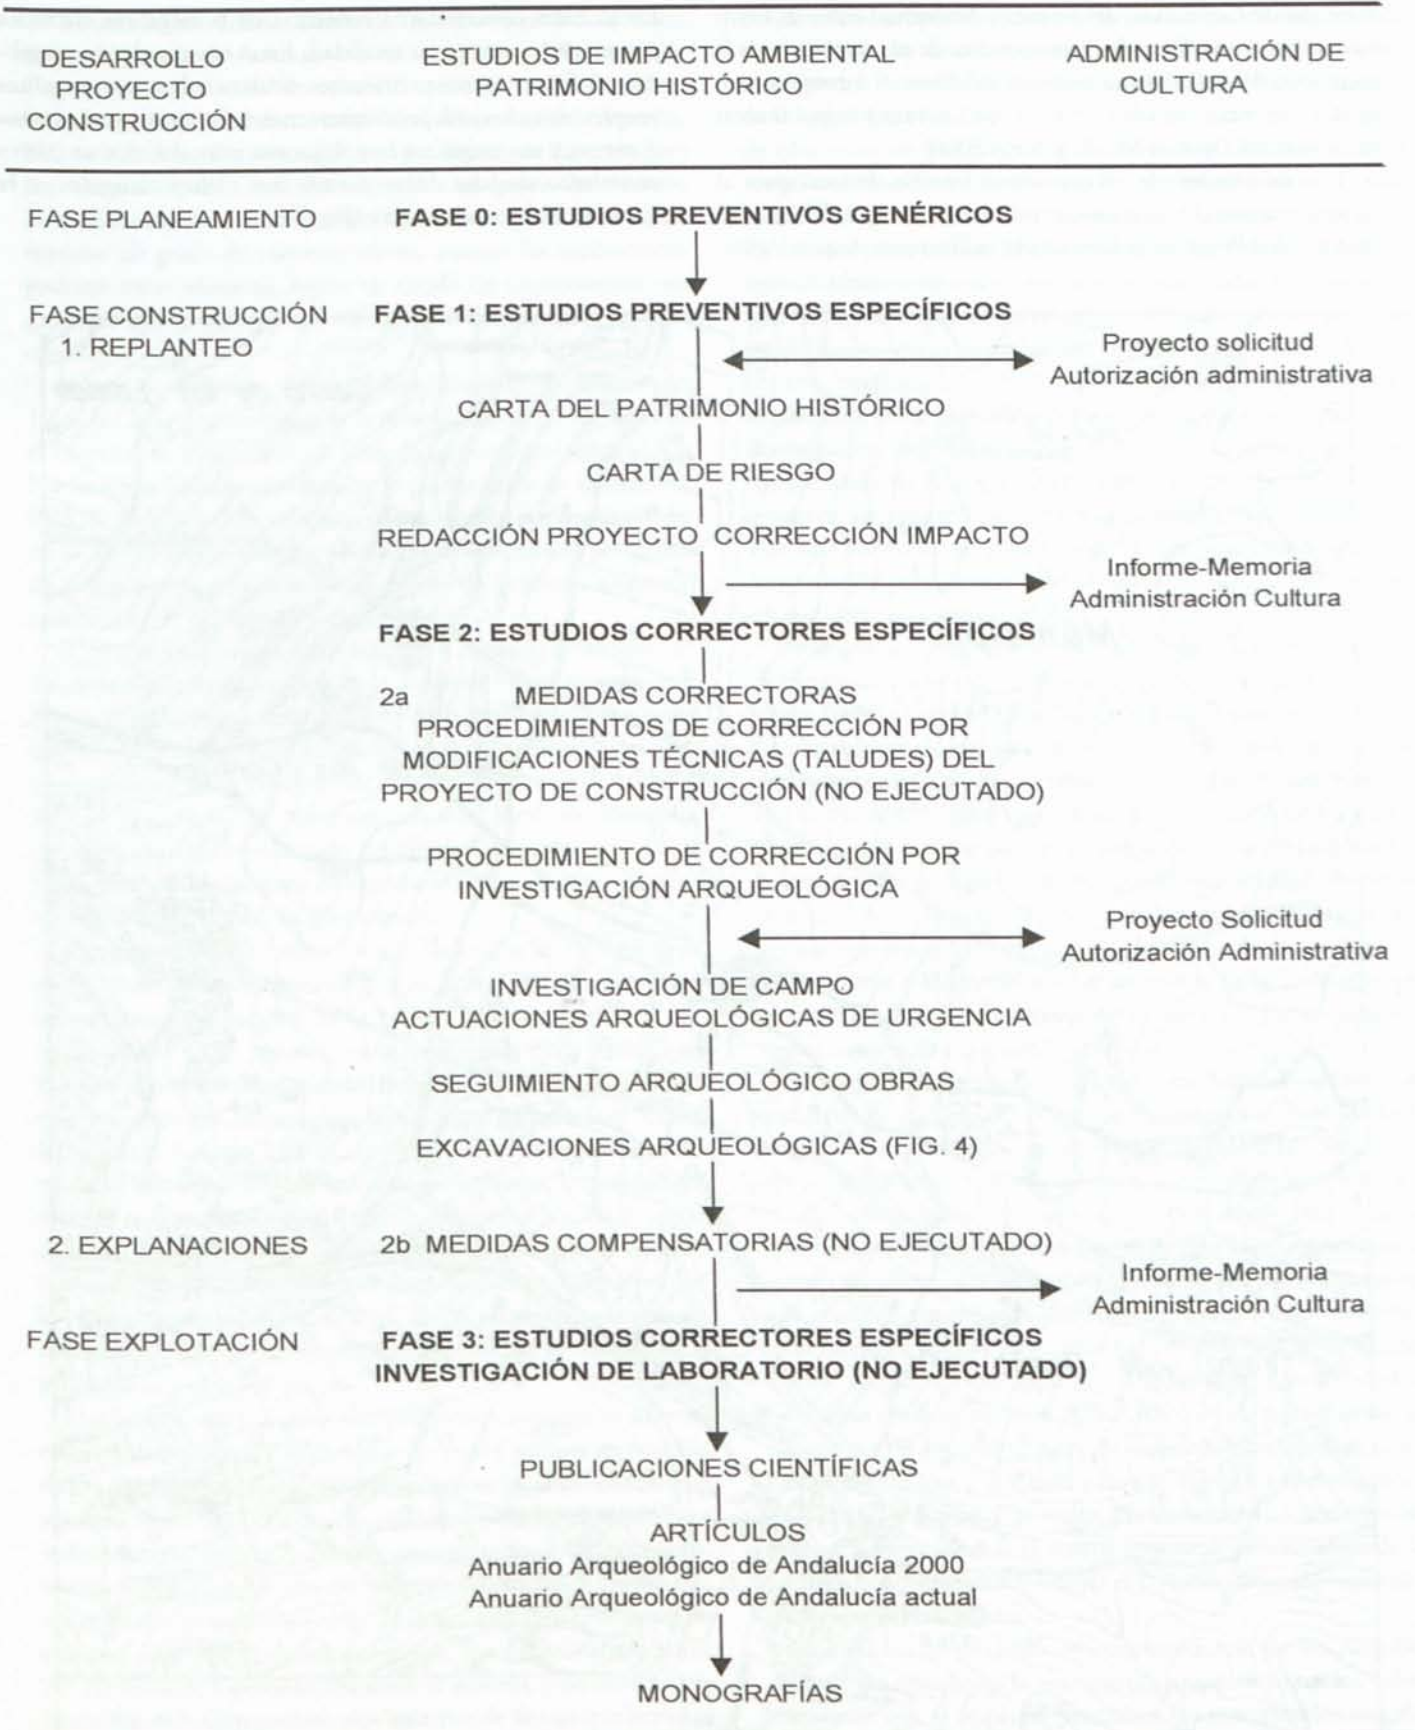 DESARROLLO
PROYECTO
CONSTRUCCIÓN
ESTUDIOS DE IMPACTO AMBIENTAL
PATRIMONIO HISTÓRICO
ADMINISTRACIÓN DE
CULTURA
FASE PLANEAMIENTO
FASE 0: ESTUDIOS PREVENTIVOS GENÉRICOS
FASE CONSTRUCCIÓN
1. REPLANTEO
FASE 1: ESTUDIOS PREVENTIVOS ESPECÍFICOS
Proyecto solicitud
Autorización administrativa
CARTA DEL PATRIMONIO HISTÓRICO
CARTA DE RIESGO
REDACCIÓN PROYECTO CORRECCIÓN IMPACTO
Informe-Memoria
Administración Cultura
FASE 2: ESTUDIOS CORRECTORES ESPECÍFICOS
2a MEDIDAS CORRECTORAS
PROCEDIMIENTOS DE CORRECCIÓN POR
MODIFICACIONES TÉCNICAS (TALUDES) DEL
PROYECTO DE CONSTRUCCIÓN (NO EJECUTADO)
PROCEDIMIENTO DE CORRECCIÓN POR
INVESTIGACIÓN ARQUEOLÓGICA
Proyecto Solicitud
Autorización Administrativa
INVESTIGACIÓN DE CAMPO
ACTUACIONES ARQUEOLÓGICAS DE URGENCIA
SEGUIMIENTO ARQUEOLÓGICO OBRAS
EXCAVACIONES ARQUEOLÓGICAS (FIG. 4)
2. EXPLANACIONES
2b MEDIDAS COMPENSATORIAS (NO EJECUTADO)
Informe-Memoria
Administración Cultura
FASE EXPLOTACIÓN
FASE 3: ESTUDIOS CORRECTORES ESPECÍFICOS
INVESTIGACIÓN DE LABORATORIO (NO EJECUTADO)
PUBLICACIONES CIENTÍFICAS
ARTÍCULOS
Anuario Arqueológico de Andalucía 2000
Anuario Arqueológico de Andalucía actual
MONOGRAFÍAS